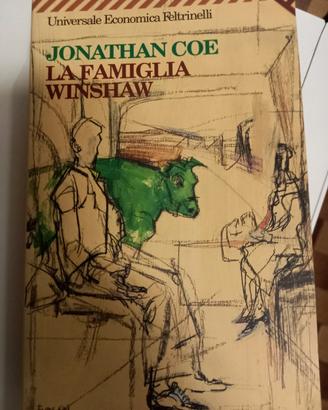 Universale Economica Feltrinelli
JONATHAN COE
LA FAMIGLIA
WINSHAW